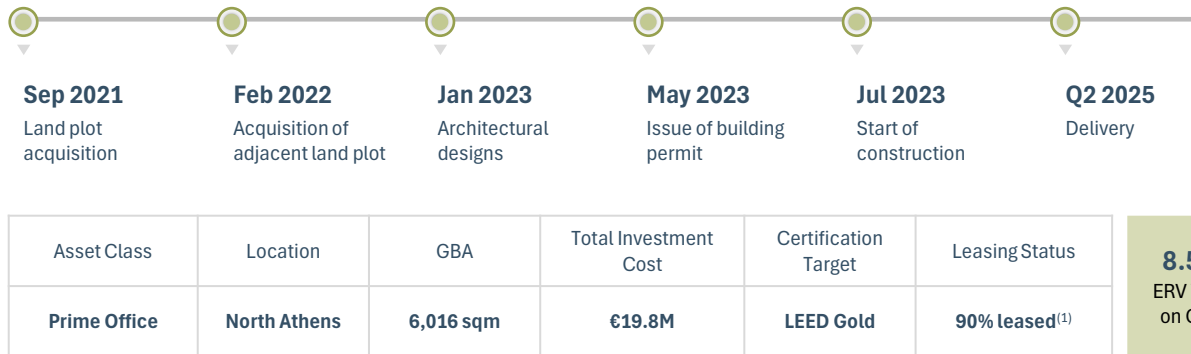 Sep 2021
Land plot
acquisition
Feb 2022
Acquisition of
adjacent land plot
Jan 2023
Architectural
designs
May 2023
Issue of building
permit
Jul 2023
Start of
construction
Q2 2025
Delivery
Asset Class
Location
GBA
Total Investment
Cost
Certification
Target
Leasing Status
Prime Office
North Athens
6,016 sqm
€19.8M
LEED Gold
90% leased(1)
ERV
on